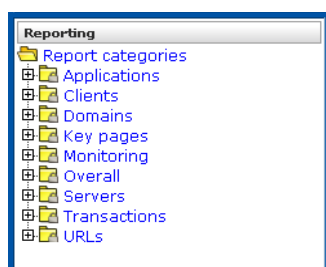 Reporting
Report categories
Applications
Clients
Domains
Key pages
Monitoring
Overall
Servers
Transactions
URLs